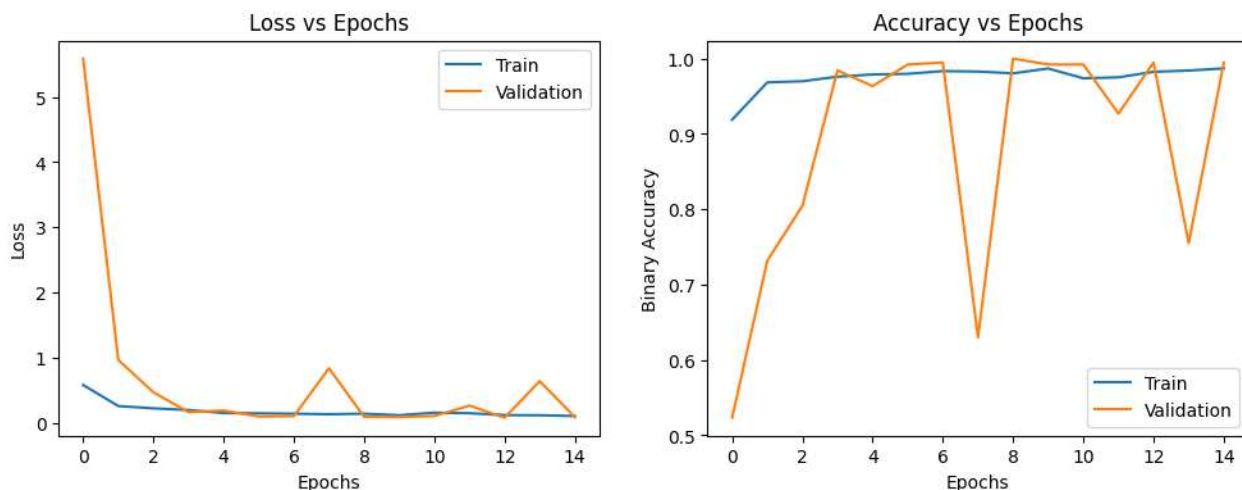 Loss vs Epochs
5
4
3
2
1
0
Loss
0 2 4 6 8 10 12 14
Epochs
Train
Validation
Accuracy vs Epochs
1.0
0.9
0.8
0.7
0.6
0.5
Binary Accuracy
0 2 4 6 8 10 12 14
Epochs
Train
Validation